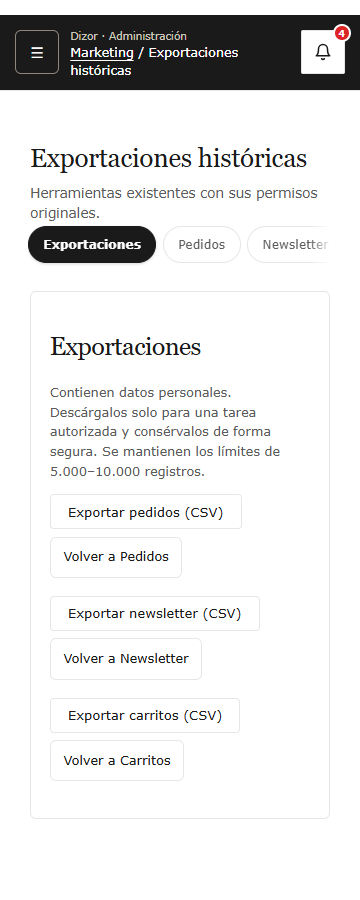 Dizor · Administración
Marketing / Exportaciones
históricas
4
Exportaciones históricas
Herramientas existentes con sus permisos
originales.
Exportaciones
Pedidos
Newsletter
Exportaciones
Contienen datos personales.
Descárgalos solo para una tarea
autorizada y consérvalos de forma
segura. Se mantienen los límites de
5.000–10.000 registros.
Exportar pedidos (CSV)
Volver a Pedidos
Exportar newsletter (CSV)
Volver a Newsletter
Exportar carritos (CSV)
Volver a Carritos